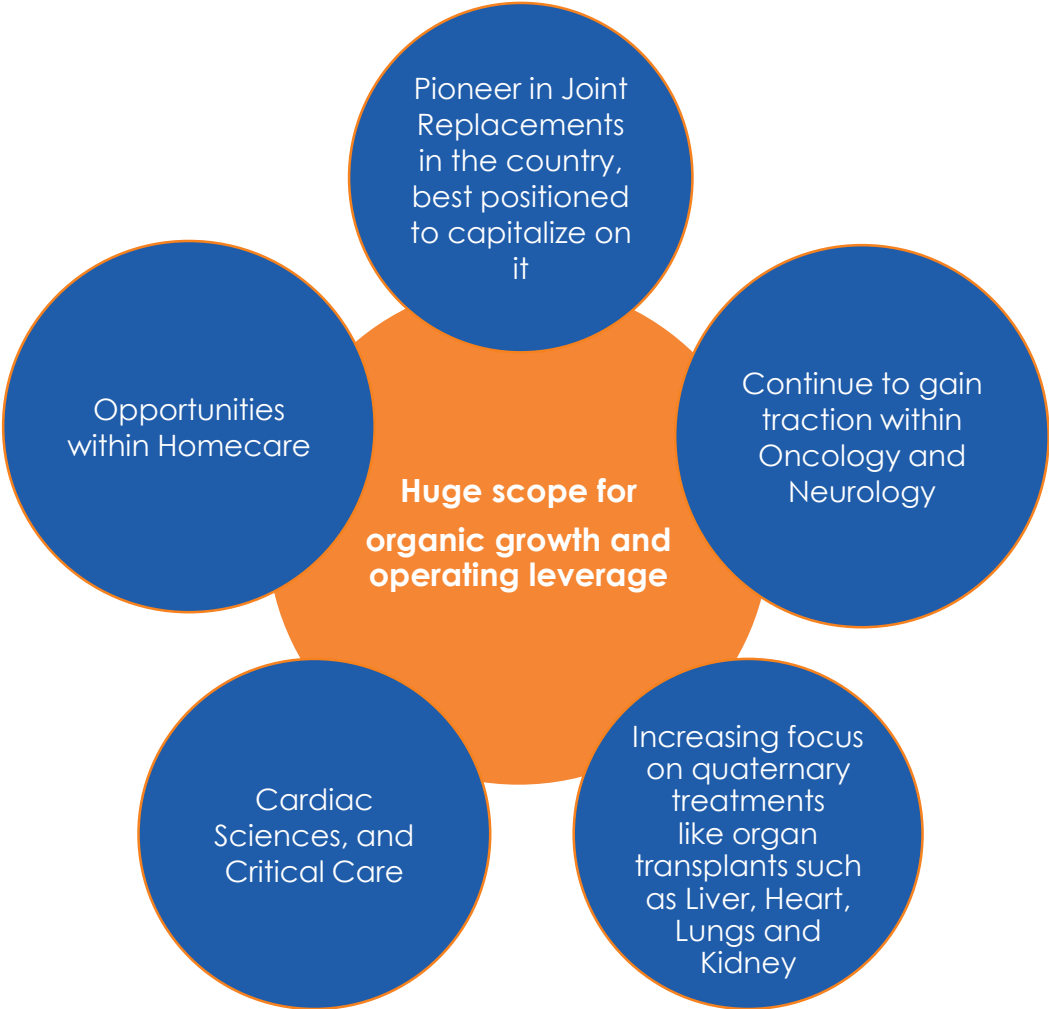 Pioneer in Joint
Replacements
in the country,
best positioned
to capitalize on
it
Continue to gain
traction within
Oncology and
Neurology
Increasing focus
on quaternary
treatments
like organ
transplants such
as Liver, Heart,
Lungs and
Kidney
Cardiac
Sciences, and
Critical Care
Opportunities
within Homecare
Huge scope for
organic growth and
operating leverage